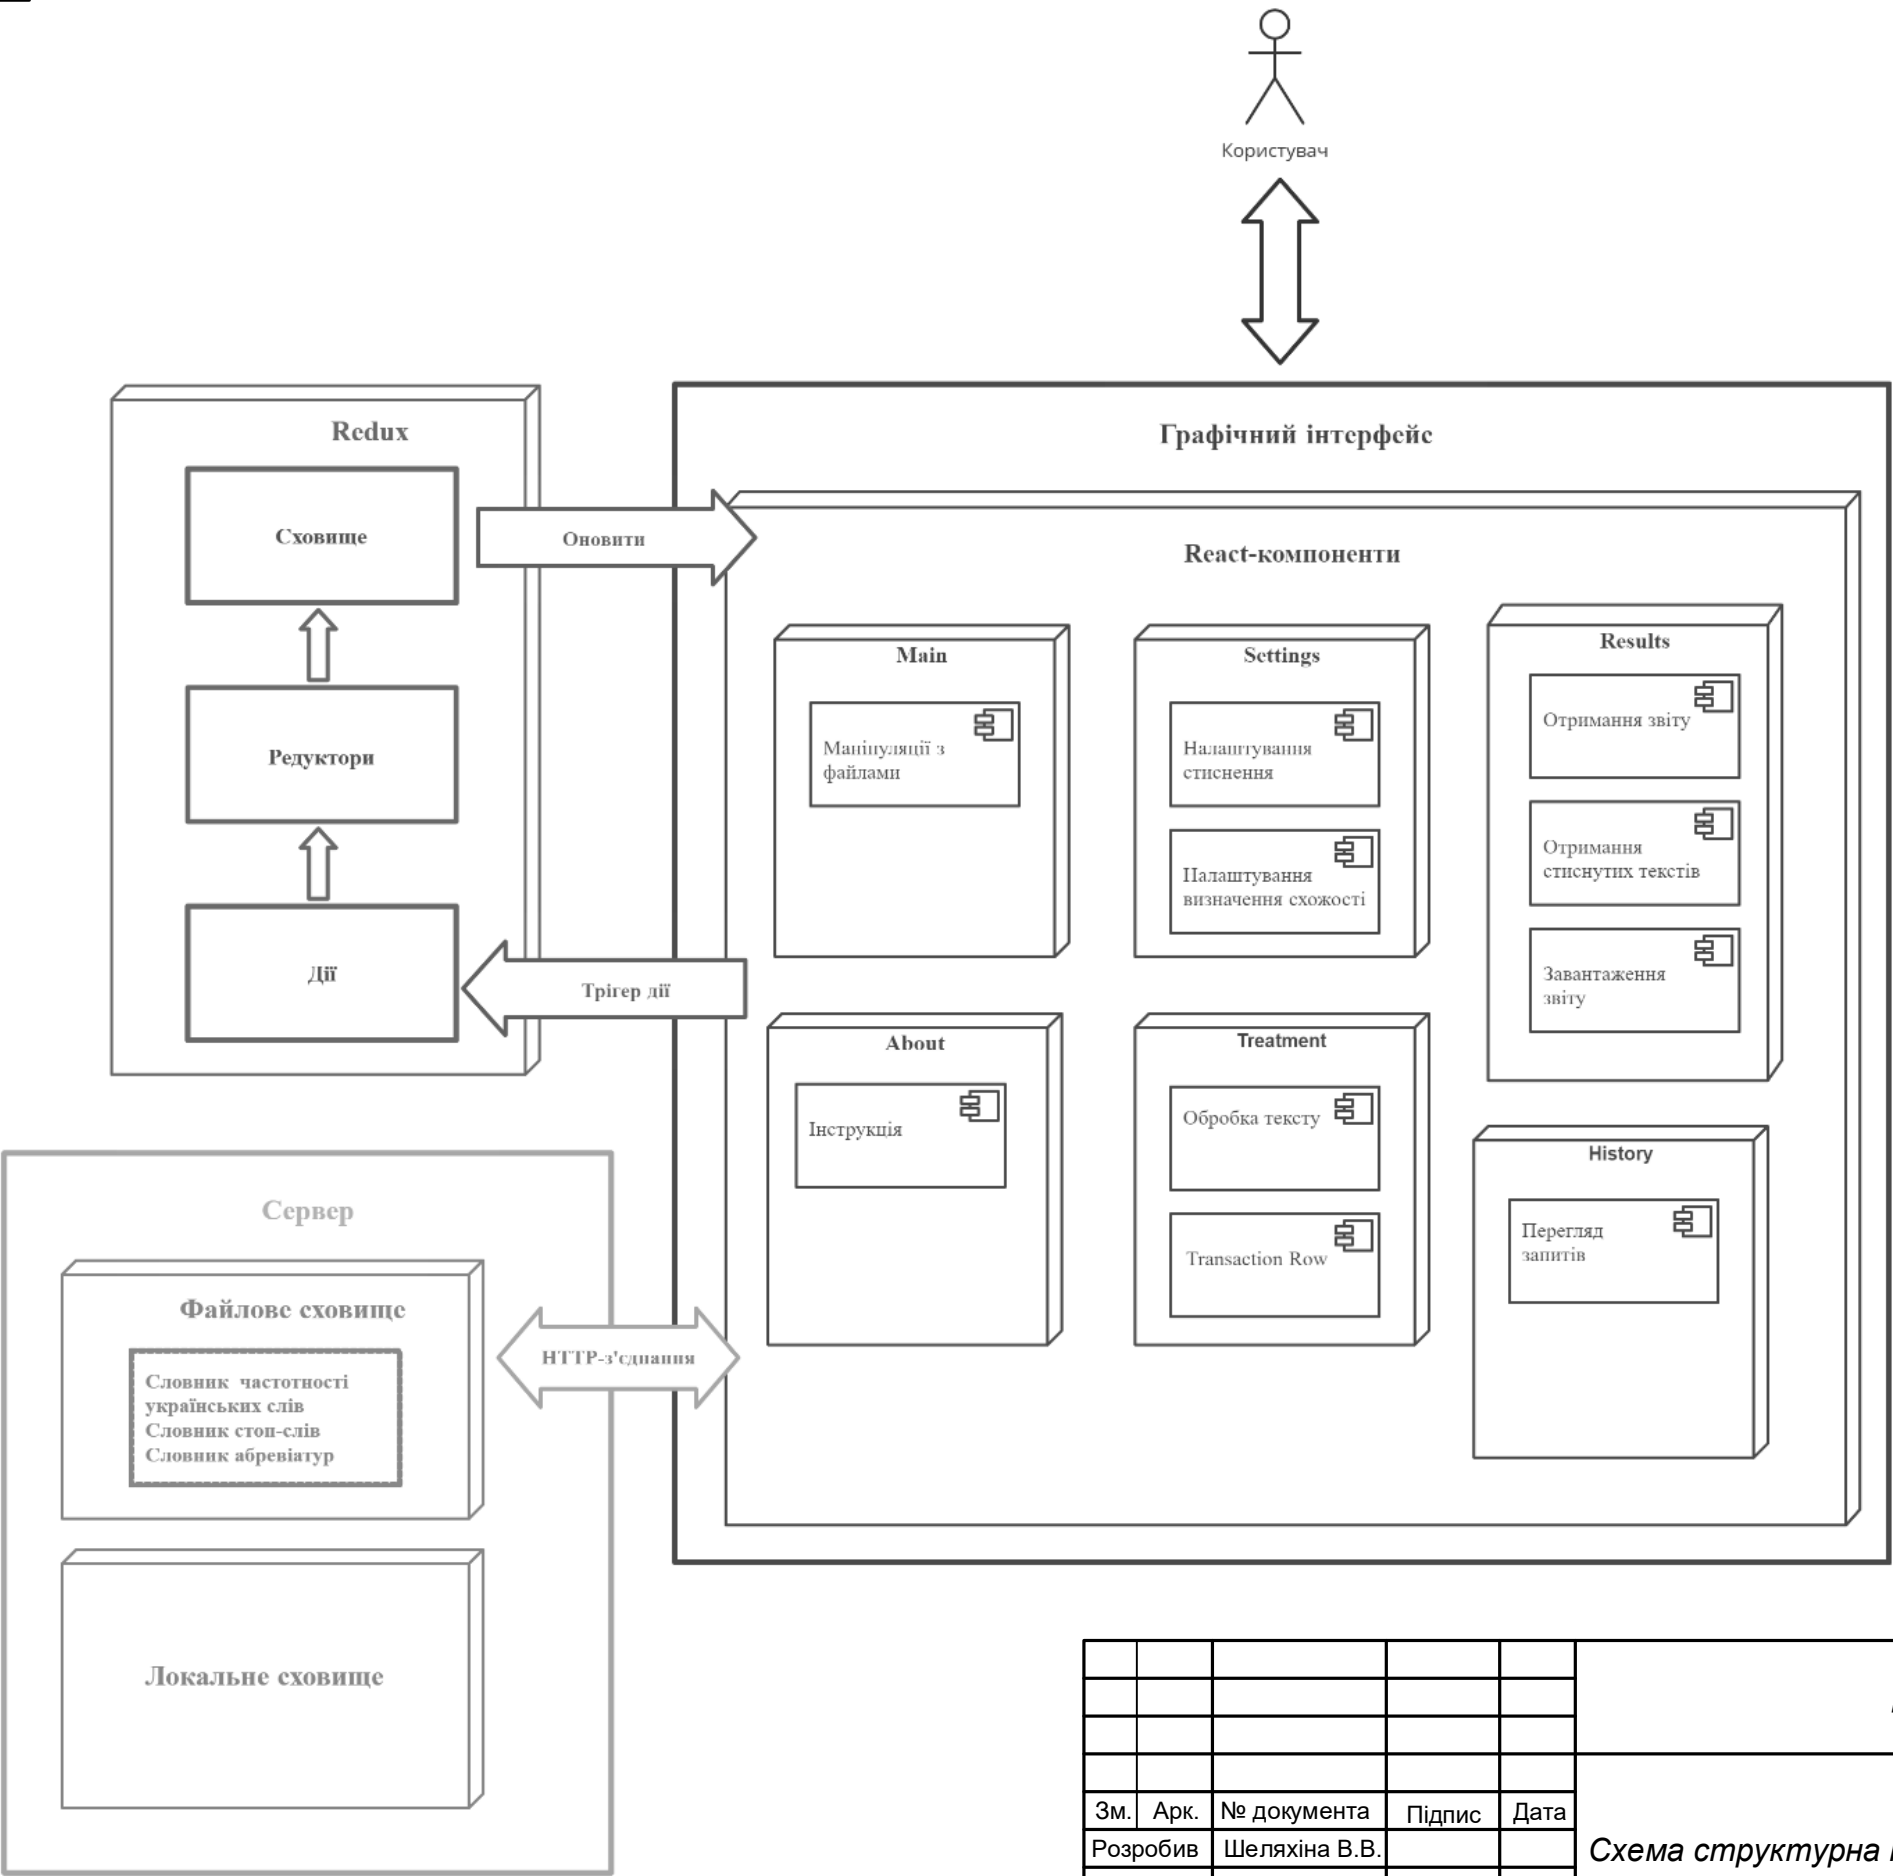 Користувач
Redux
Сховище
Редуктори
Дії
Оновити
Трігер дії
Графічний інтерфейс
React-компоненти
Main
Маніпуляції з
файлами
Settings
Налаштування
стиснення
Налаштування
визначення схожості
Results
Отримання звіту
Отримання
стиснутих текстів
Завантаження
звіту
About
Інструкція
Treatment
Обробка тексту
Transaction Row
History
Перегляд
запитів
Сервер
Файлове сховище
Словник частотності
українських слів
Словник стоп-слів
Словник абревіатур
HTTP-з'єднання
Локальне сховище
Зм. Арк. № документа Підпис Дата
Розробив Шеляхіна В.В.
Схема структурна